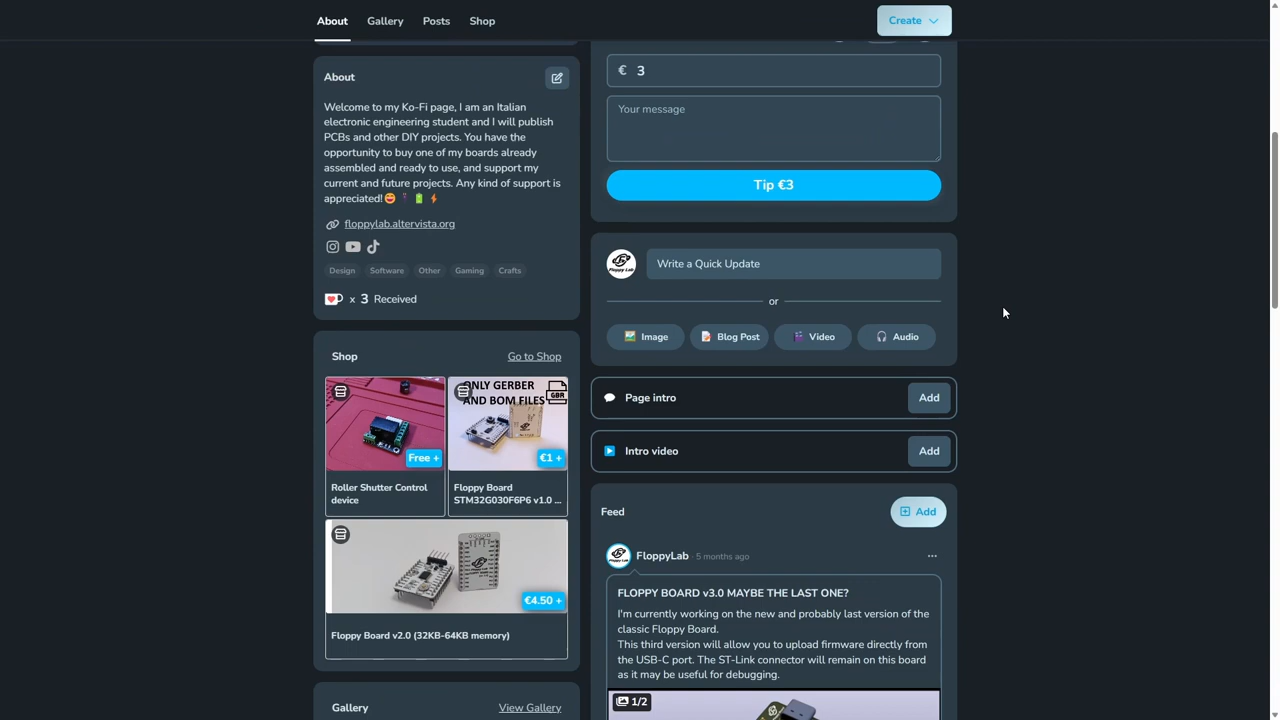 About
Gallery
Posts
Shop
Create
About
Welcome to my Ko-Fi page, I am an Italian
electronic engineering student and I will publish
PCBs and other DIY projects. You have the
opportunity to buy one of my boards already
assembled and ready to use, and support my
current and future projects. Any kind of support is
appreciated!😄🎙🔋⚡
floppylab.altervista.org
Design Software Other Gaming Crafts
x 3 Received
Shop
Go to Shop
Free +
Roller Shutter Control
device
ONLY GERBER
AND BOM FILES
GBR
€1 +
Floppy Board
STM32G030F6P6 v1.0 ...
€4.50 +
Floppy Board v2.0 (32KB-64KB memory)
Gallery
View Gallery
€ 3
Your message
Tip €3
Floppy Lab
Write a Quick Update
or
Image
Blog Post
Video
Audio
Page intro
Add
Intro video
Add
Feed
Add
Floppy Lab
FloppyLab · 5 months ago ...
FLOPPY BOARD v3.0 MAYBE THE LAST ONE?
I'm currently working on the new and probably last version of the
classic Floppy Board.
This third version will allow you to upload firmware directly from
the USB-C port. The ST-Link connector will remain on this board
as it may be useful for debugging.
1/2